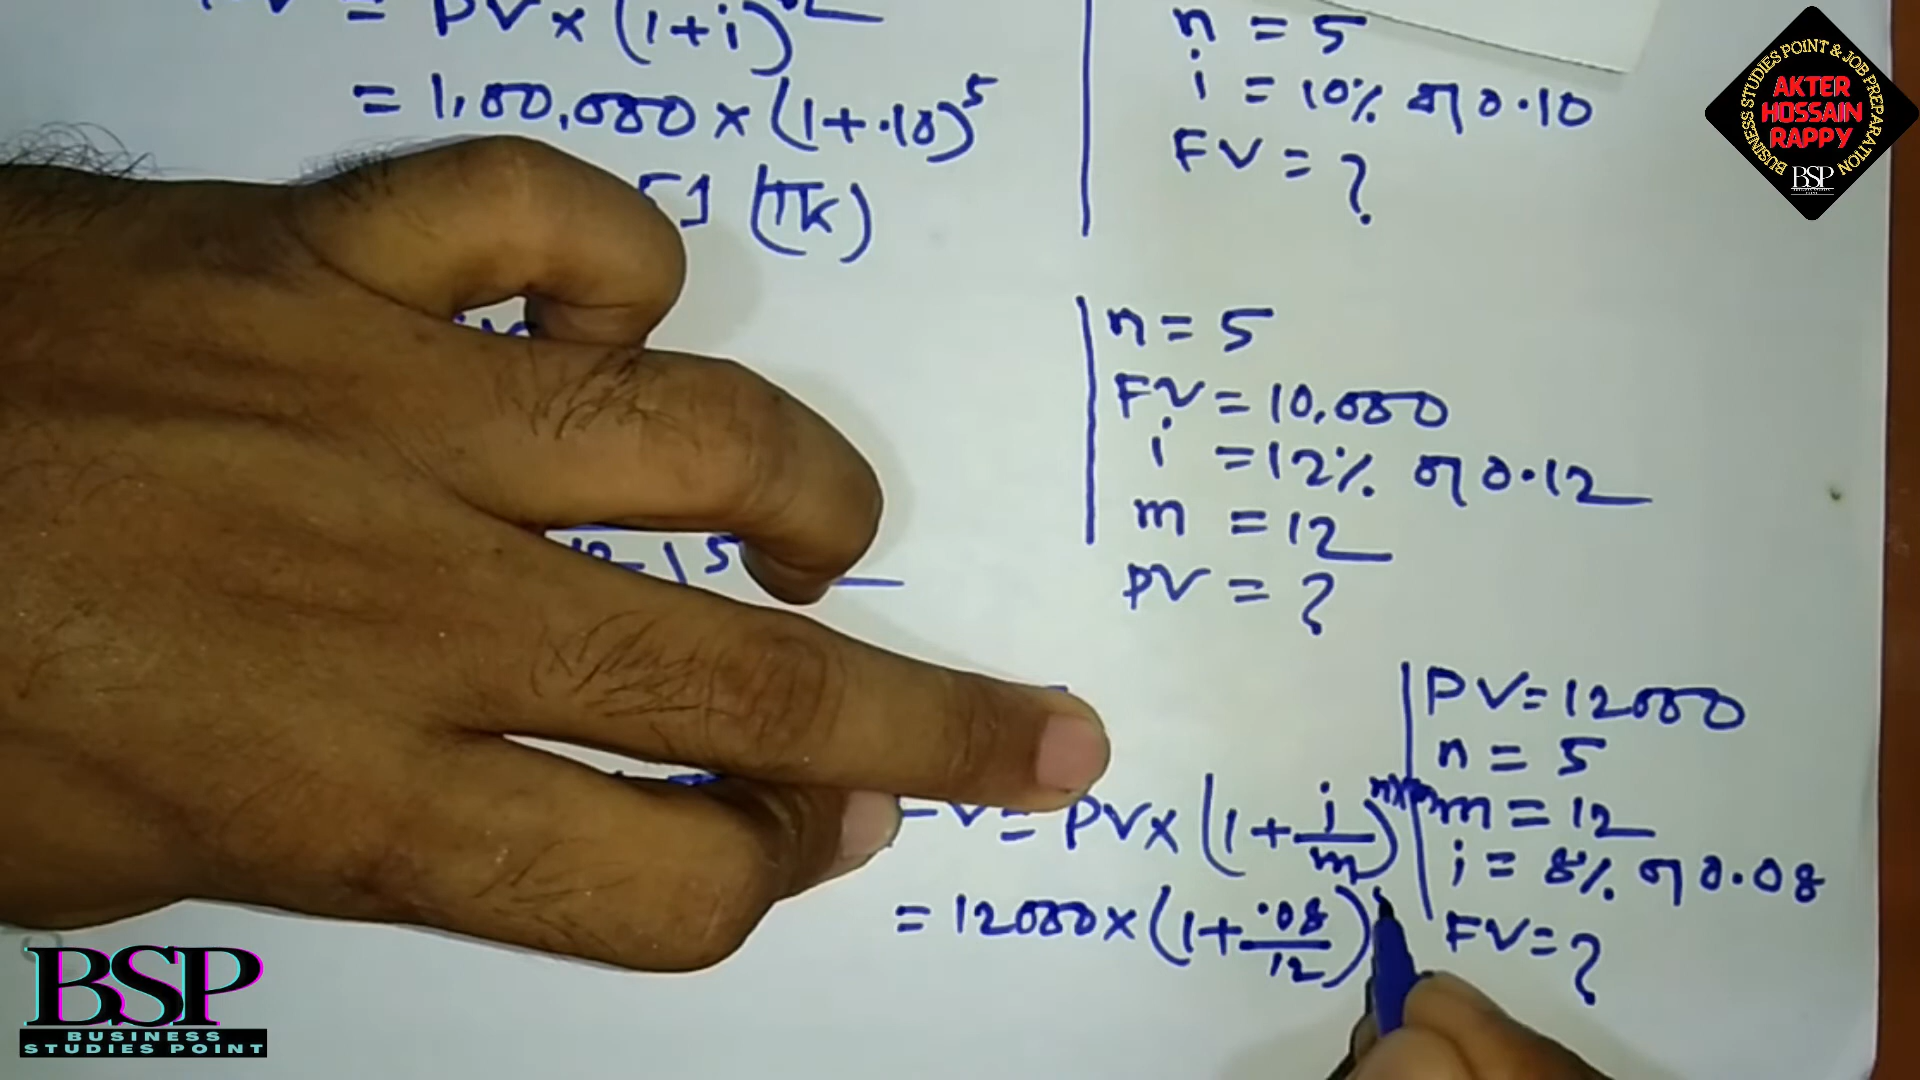 PV × (1+i)
= 1,00,000 × (1+.10)^5
51 (TK)
n = 5
i = 10% বা 0.10
FV = ?
n = 5
FV = 10,000
i = 12% বা 0.12
m = 12
PV = ?
PV = 12000
n = 5
m = 12
i = 8% বা 0.08
FV = ?
V = PV × (1 + i/m)
= 12000 × (1 + .08/12)
BUSINESS STUDIES POINT & JOB PREPARATION
AKTER
HOSSAIN
RAPPY
BSP
BSP
BUSINESS
STUDIES POINT